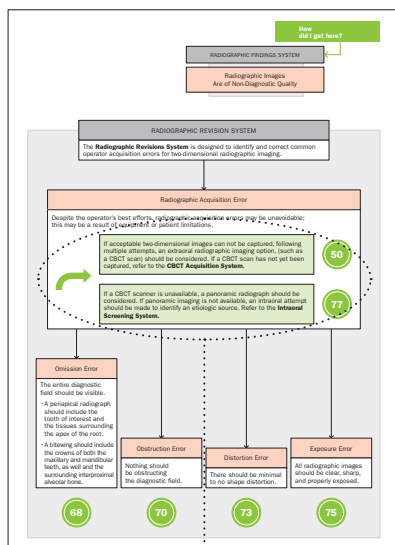 How
did I get here?
RADIOGRAPHIC FINDINGS SYSTEM
Radiographic Images
Are of Non-Diagnostic Quality
RADIOGRAPHIC REVISION SYSTEM
The Radiographic Revisions System is designed to identify and correct common
operator acquisition errors for two-dimensional radiographic imaging.
Radiographic Acquisition Error
Despite the operator's best efforts, radiographic acquisition errors may be unavoidable;
this may be a result of equipment or patient limitations.
If acceptable two-dimensional images can not be captured, following
multiple attempts, an extraoral radiographic imaging option, (such as
a CBCT scan) should be considered. If a CBCT scan has not yet been
captured, refer to the CBCT Acquisition System.
50
If a CBCT scanner is unavailable, a panoramic radiograph should be
considered. If panoramic imaging is not available, an intraoral attempt
should be made to identify an etiologic source. Refer to the Intraoral
Screening System.
77
Omission Error
The entire diagnostic
field should be visible.
· A periapical radiograph
should include the
tooth of interest and
the tissues surrounding
the apex of the root.
· A bitewing should include
the crowns of both the
maxillary and mandibular
teeth, as well and the
surrounding interproximal
alveolar bone.
68
Obstruction Error
Nothing should
be obstructing
the diagnostic field.
70
Distortion Error
There should be minimal
to no shape distortion.
73
Exposure Error
All radiographic images
should be clear, sharp,
and properly exposed.
75